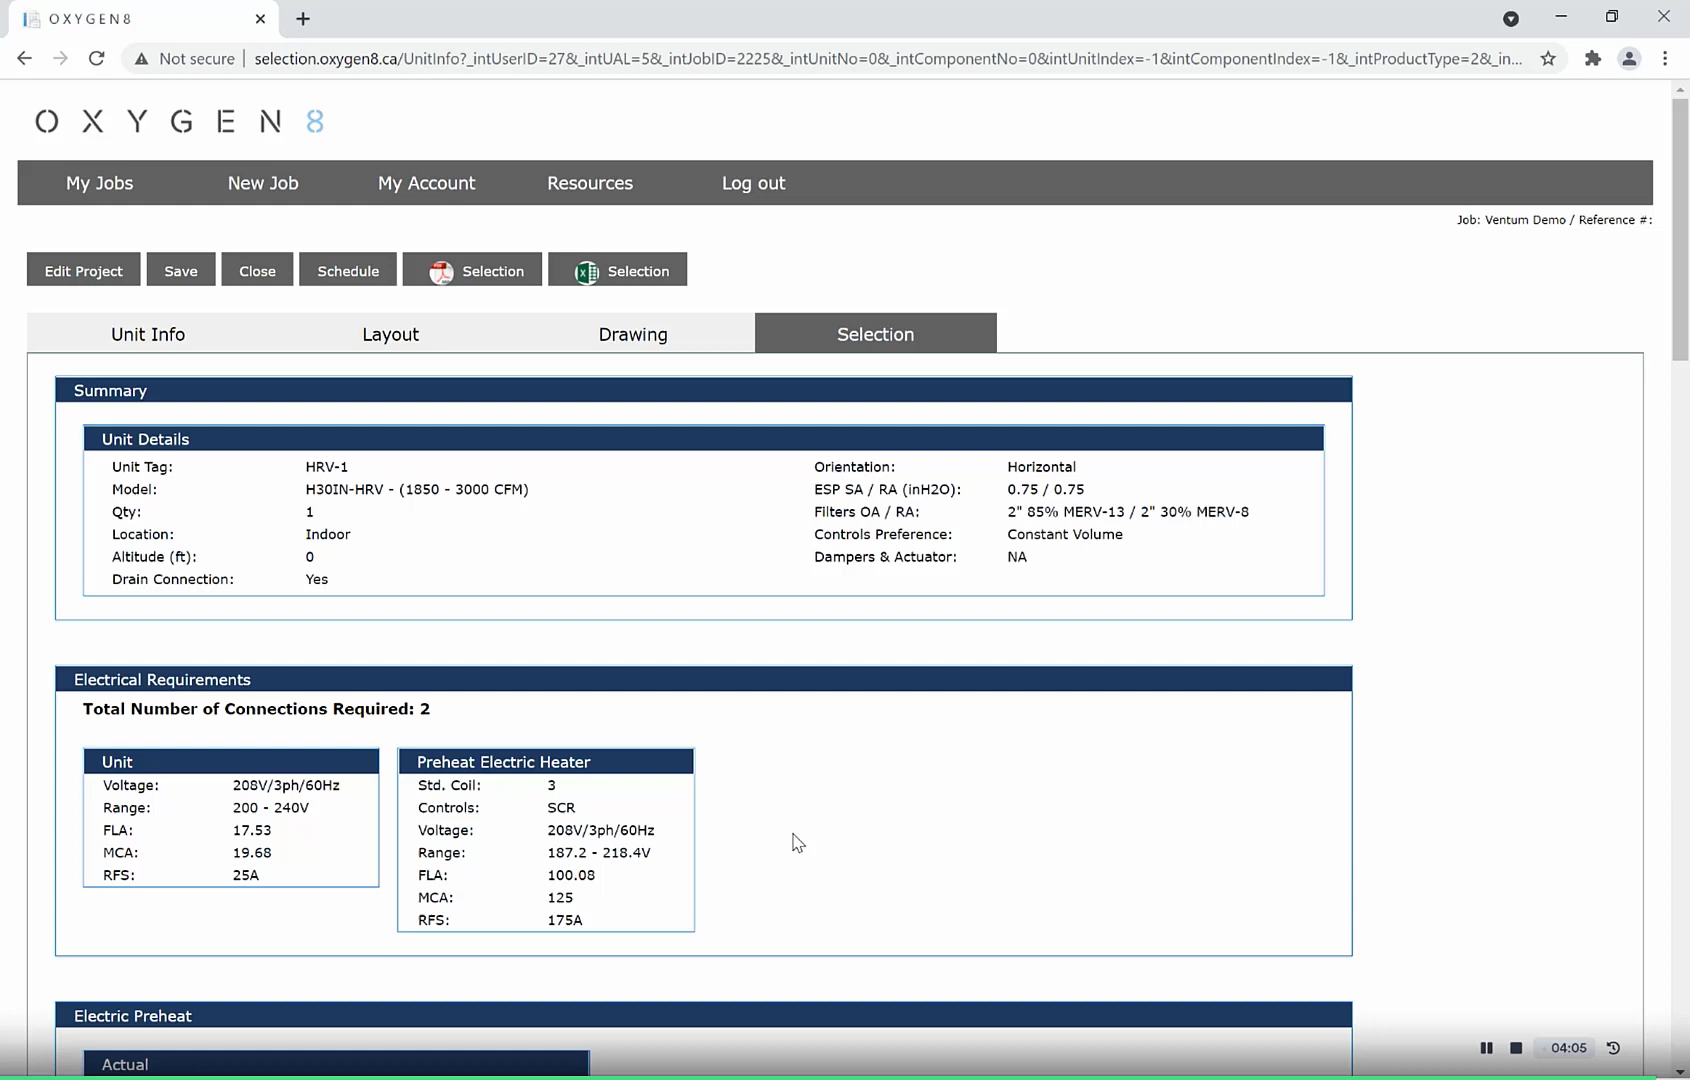 OXYGEN8
Not secure
selection.oxygen8.ca/UnitInfo?_intUserID=27&_intUAL=5&_intJobID=2225&_intUnitNo=0&_intComponentNo=0&intUnitIndex=-1&intComponentIndex=-1&_intProductType=2&_in...
OXYGEN8
My Jobs New Job My Account Resources Log out
Job: Ventum Demo / Reference #:
Edit Project Save Close Schedule Selection Selection
Unit Info Layout Drawing Selection
Summary
Unit Details
Unit Tag: HRV-1 Orientation: Horizontal
Model: H30IN-HRV - (1850 - 3000 CFM) ESP SA / RA (inH2O): 0.75 / 0.75
Qty: 1 Filters OA / RA: 2" 85% MERV-13 / 2" 30% MERV-8
Location: Indoor Controls Preference: Constant Volume
Altitude (ft): 0 Dampers & Actuator: NA
Drain Connection: Yes
Electrical Requirements
Total Number of Connections Required: 2
Unit
Voltage: 208V/3ph/60Hz
Range: 200 - 240V
FLA: 17.53
MCA: 19.68
RFS: 25A
Preheat Electric Heater
Std. Coil: 3
Controls: SCR
Voltage: 208V/3ph/60Hz
Range: 187.2 - 218.4V
FLA: 100.08
MCA: 125
RFS: 175A
Electric Preheat
Actual
04:05